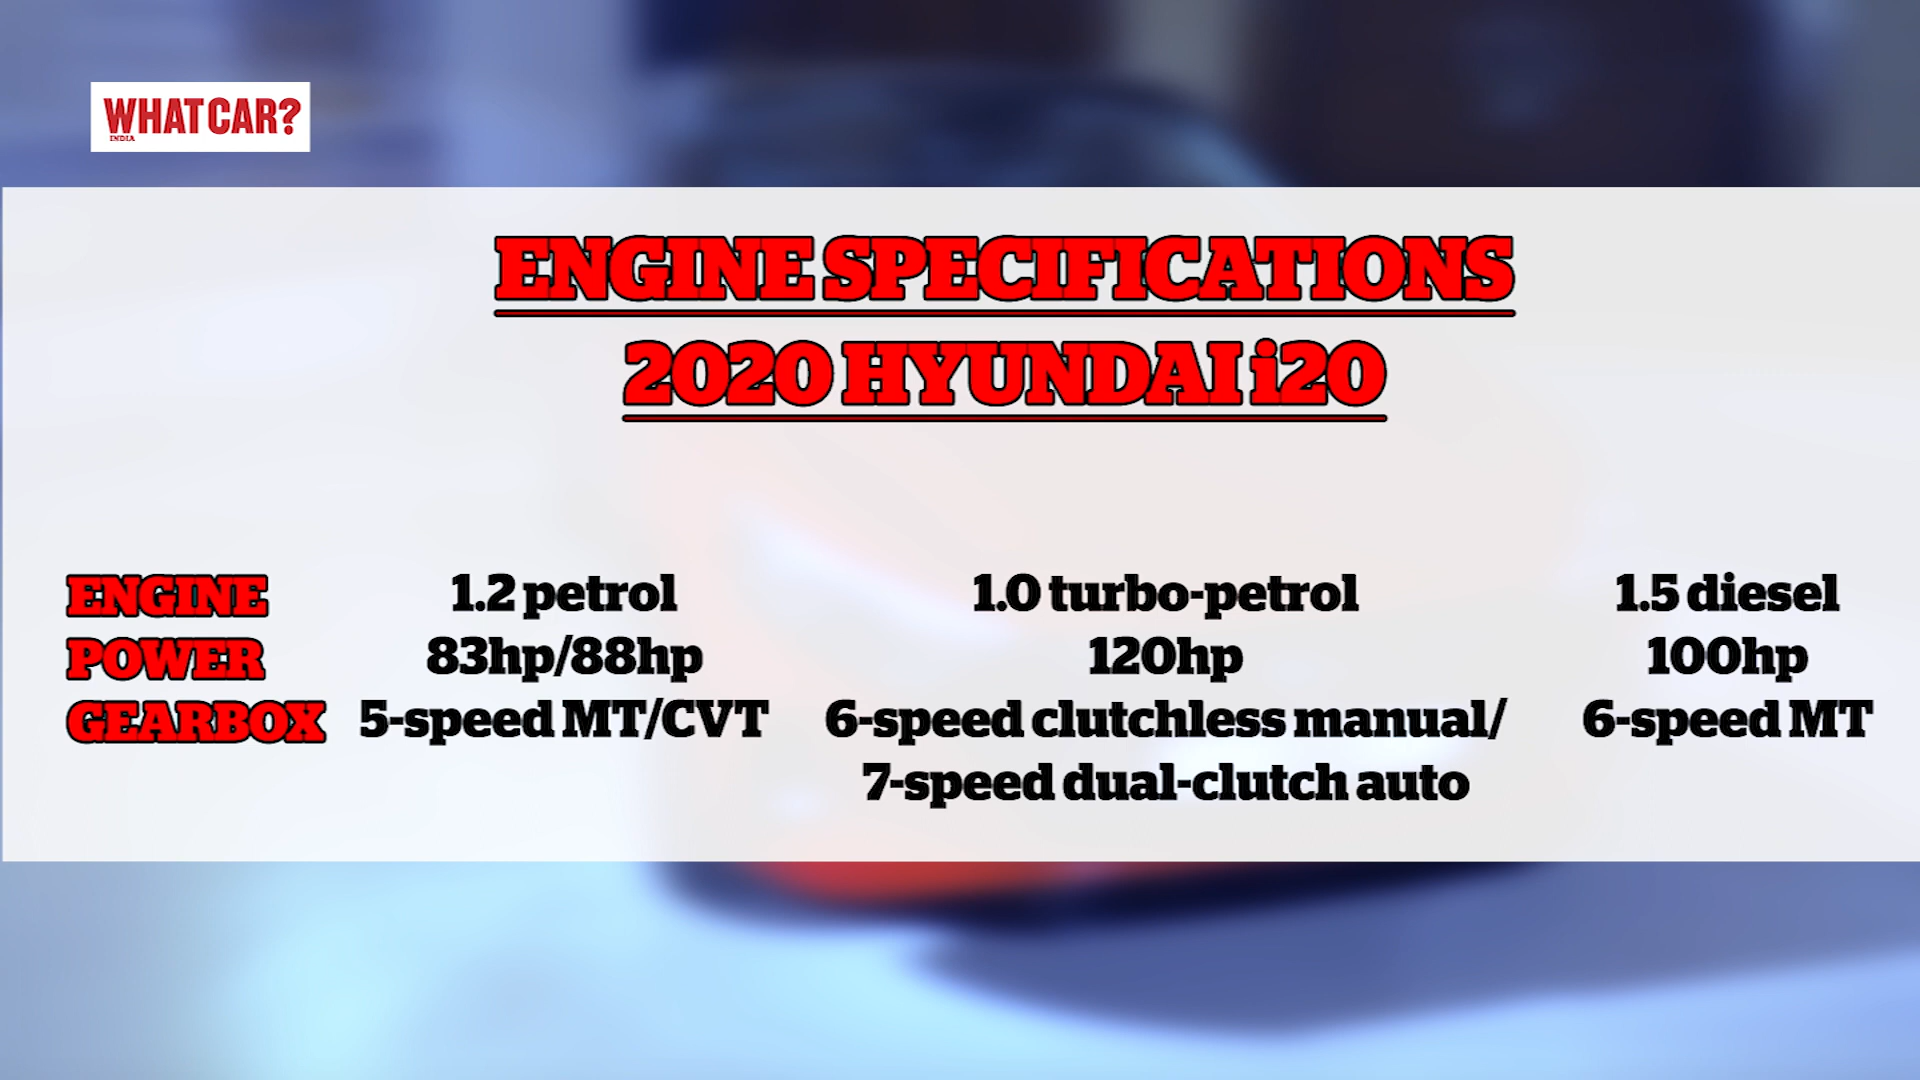 WHAT CAR?
INDIA
ENGINE SPECIFICATIONS
2020 HYUNDAI i20
ENGINE 1.2 petrol 1.0 turbo-petrol 1.5 diesel
POWER 83hp/88hp 120hp 100hp
GEARBOX 5-speed MT/CVT 6-speed clutchless manual/ 6-speed MT
7-speed dual-clutch auto